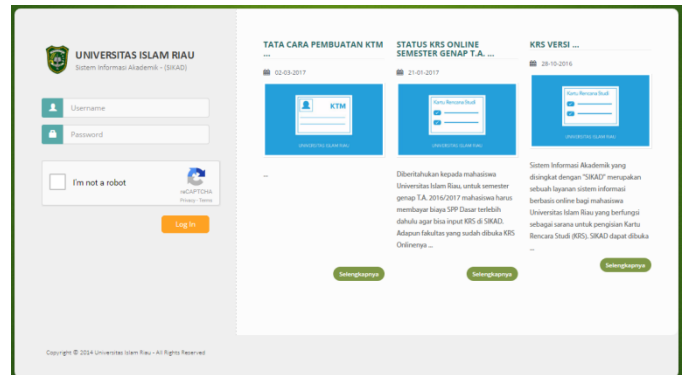 UNIVERSITAS ISLAM RIAU
Sistem Informasi Akademik - (SIKAD)
Username
Password
I'm not a robot
reCAPTCHA
Privacy - Terms
Log In
TATA CARA PEMBUATAN KTM
...
02-03-2017
KTM
UNIVERSITAS ISLAM RIAU
...
Selengkapnya
STATUS KRS ONLINE
SEMESTER GENAP T.A. ...
21-01-2017
Kartu Rencana Studi
UNIVERSITAS ISLAM RIAU
Diberitahukan kepada mahasiswa
Universitas Islam Riau, untuk semester
genap T.A. 2016/2017 mahasiswa harus
membayar biaya SPP Dasar terlebih
dahulu agar bisa input KRS di SIKAD.
Adapun fakultas yang sudah dibuka KRS
Onlinenya ...
Selengkapnya
KRS VERSI ...
28-10-2016
Kartu Rencana Studi
UNIVERSITAS ISLAM RIAU
Sistem Informasi Akademik yang
disingkat dengan "SIKAD" merupakan
sebuah layanan sistem informasi
berbasis online bagi mahasiswa
Universitas Islam Riau yang berfungsi
sebagai sarana untuk pengisian Kartu
Rencana Studi (KRS). SIKAD dapat dibuka
...
Selengkapnya
Copyright © 2014 Universitas Islam Riau - All Rights Reserved